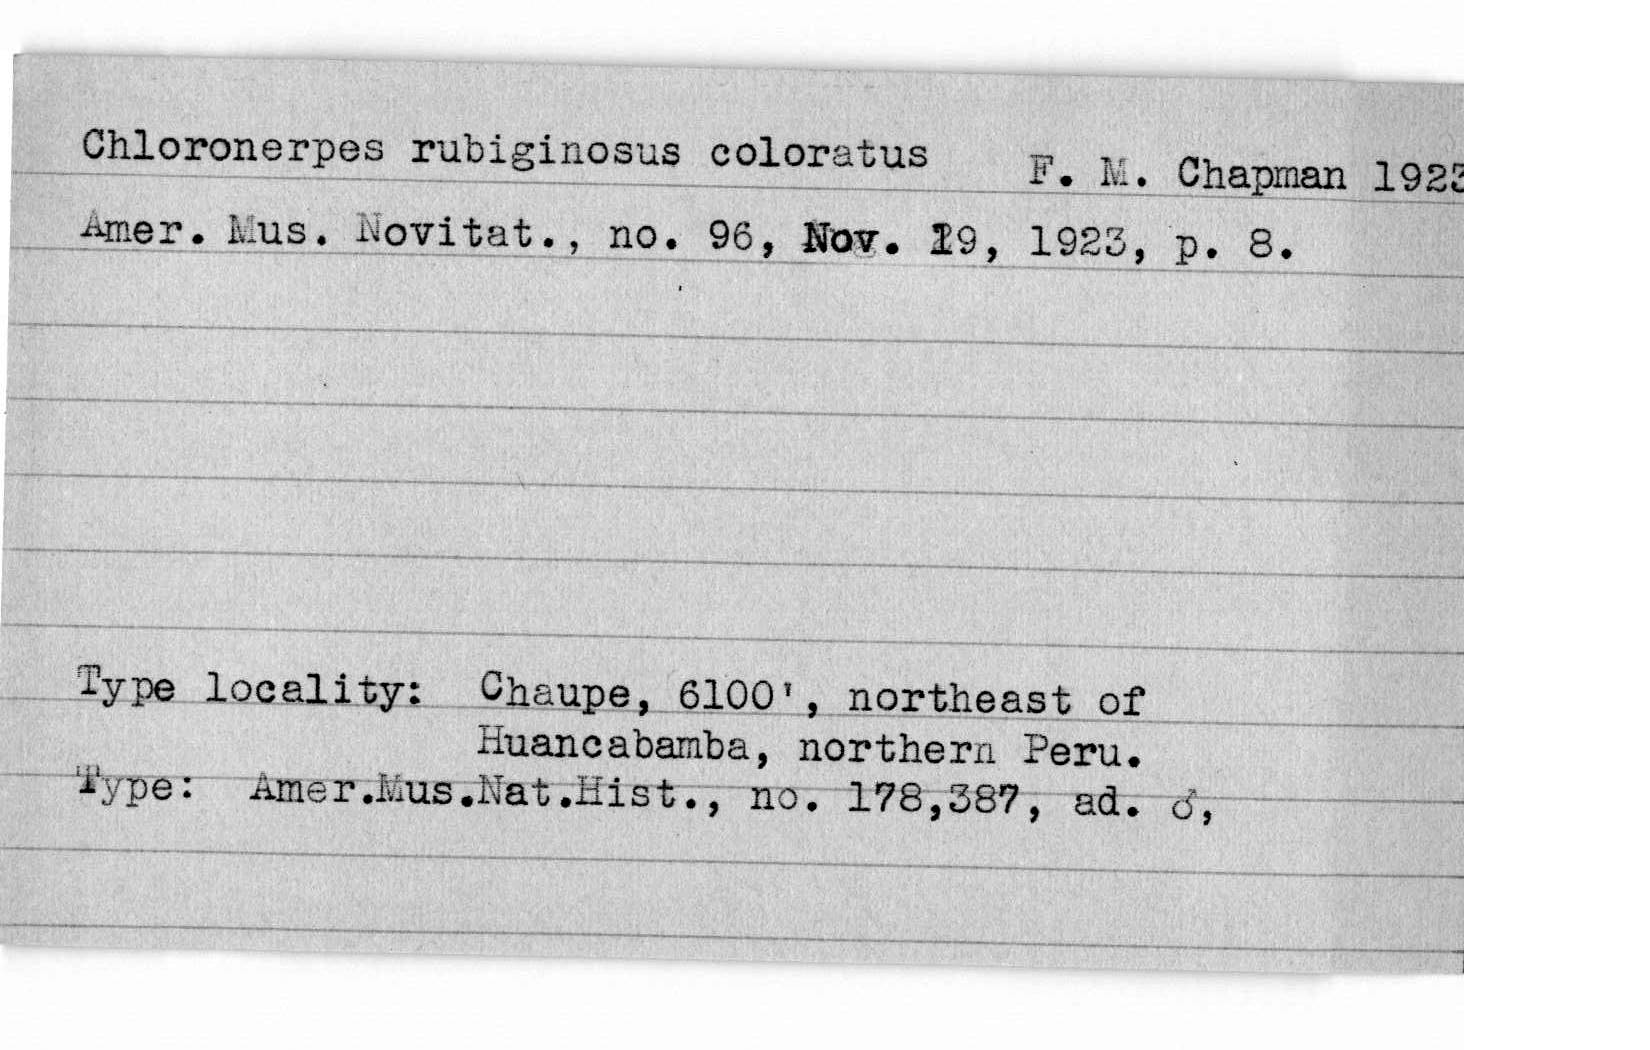 Chloronerpes rubiginosus coloratus F. M. Chapman 1923
Amer. Mus. Novitat., no. 96, Nov. 19, 1923, p. 8.
Type locality: Chaupe, 6100', northeast of
Huancabamba, northern Peru.
Type: Amer.Mus.Nat.Hist., no. 178,387, ad. ♂,